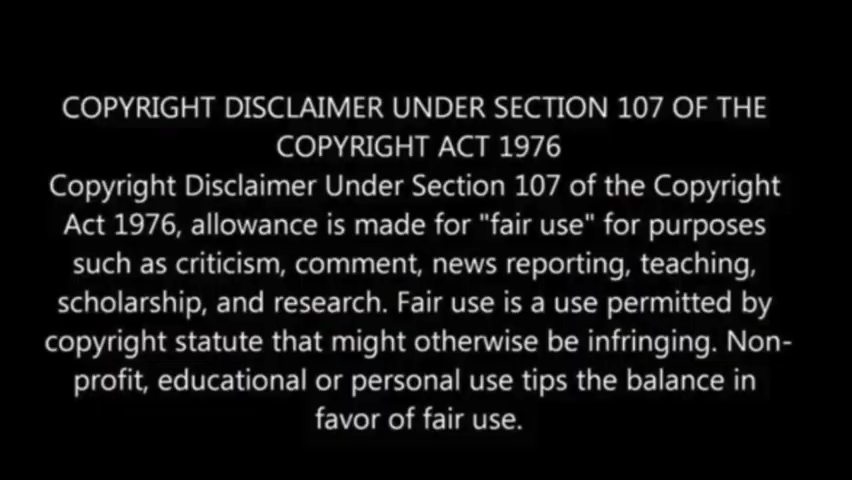 COPYRIGHT DISCLAIMER UNDER SECTION 107 OF THE
COPYRIGHT ACT 1976
Copyright Disclaimer Under Section 107 of the Copyright
Act 1976, allowance is made for "fair use" for purposes
such as criticism, comment, news reporting, teaching,
scholarship, and research. Fair use is a use permitted by
copyright statute that might otherwise be infringing. Non-
profit, educational or personal use tips the balance in
favor of fair use.